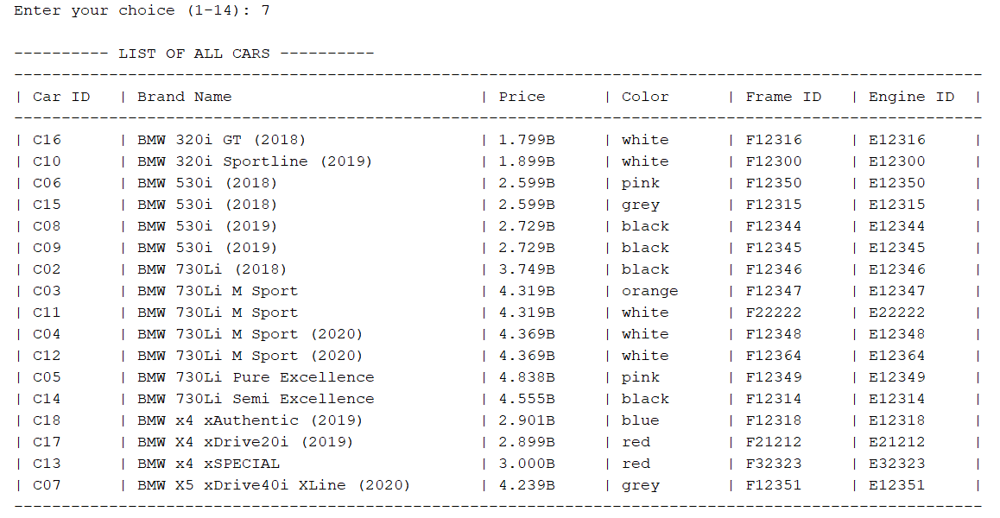 Enter your choice (1-14): 7
---------- LIST OF ALL CARS ----------
------------------------------------------------------------------------------------------------------
| Car ID   | Brand Name                          | Price      | Color      | Frame ID   | Engine ID  |
------------------------------------------------------------------------------------------------------
| C16      | BMW 320i GT (2018)                  | 1.799B     | white      | F12316     | E12316     |
| C10      | BMW 320i Sportline (2019)           | 1.899B     | white      | F12300     | E12300     |
| C06      | BMW 530i (2018)                     | 2.599B     | pink       | F12350     | E12350     |
| C15      | BMW 530i (2018)                     | 2.599B     | grey       | F12315     | E12315     |
| C08      | BMW 530i (2019)                     | 2.729B     | black      | F12344     | E12344     |
| C09      | BMW 530i (2019)                     | 2.729B     | black      | F12345     | E12345     |
| C02      | BMW 730Li (2018)                    | 3.749B     | black      | F12346     | E12346     |
| C03      | BMW 730Li M Sport                   | 4.319B     | orange     | F12347     | E12347     |
| C11      | BMW 730Li M Sport                   | 4.319B     | white      | F22222     | E22222     |
| C04      | BMW 730Li M Sport (2020)            | 4.369B     | white      | F12348     | E12348     |
| C12      | BMW 730Li M Sport (2020)            | 4.369B     | white      | F12364     | E12364     |
| C05      | BMW 730Li Pure Excellence           | 4.838B     | pink       | F12349     | E12349     |
| C14      | BMW 730Li Semi Excellence           | 4.555B     | black      | F12314     | E12314     |
| C18      | BMW x4 xAuthentic (2019)            | 2.901B     | blue       | F12318     | E12318     |
| C17      | BMW X4 xDrive20i (2019)             | 2.899B     | red        | F21212     | E21212     |
| C13      | BMW x4 xSPECIAL                     | 3.000B     | red        | F32323     | E32323     |
| C07      | BMW X5 xDrive40i XLine (2020)       | 4.239B     | grey       | F12351     | E12351     |
------------------------------------------------------------------------------------------------------